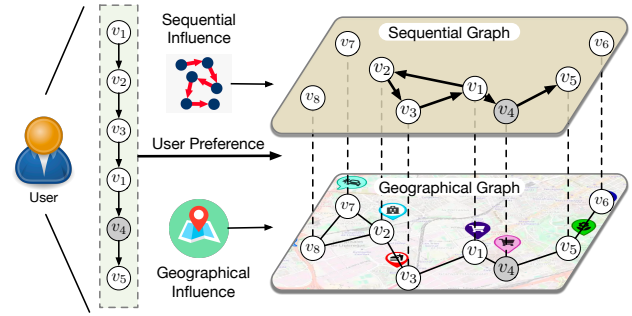 User
v₁
v₂
v₃
v₁
v₄
v₅
Sequential
Influence
User Preference
Geographical
Influence
Sequential Graph
v₇
v₆
v₂
v₅
v₁
v₈
v₃
v₄
Geographical Graph
v₇
v₆
v₂
v₈
v₁
v₅
v₄
v₃